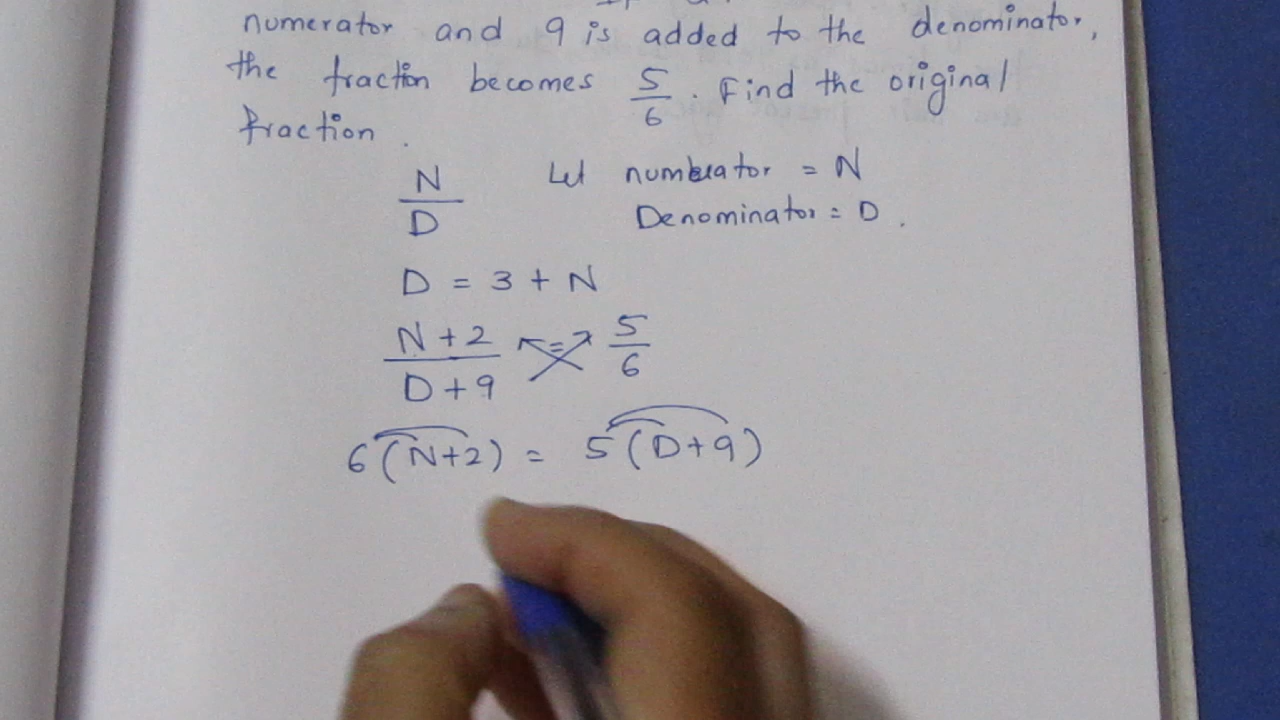 numerator and 9 is added to the denominator,
the fraction becomes 5/6. Find the original
fraction.
N/D Let numerator = N
Denominator = D.
D = 3 + N
N+2/D+9 = 5/6
6(N+2) = 5(D+9)